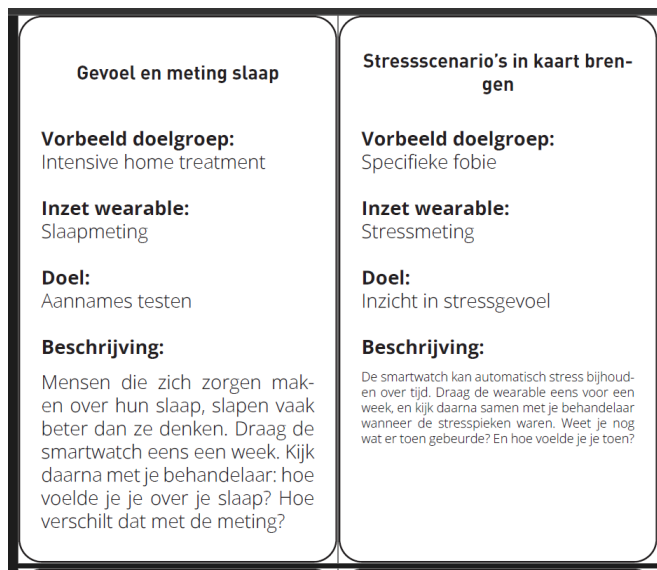 Gevoel en meting slaap
Vorbeeld doelgroep:
Intensive home treatment
Inzet wearable:
Slaapmeting
Doel:
Aannames testen
Beschrijving:
Mensen die zich zorgen mak-
en over hun slaap, slapen vaak
beter dan ze denken. Draag de
smartwatch eens een week. Kijk
daarna met je behandelaar: hoe
voelde je je over je slaap? Hoe
verschilt dat met de meting?
Stressscenario's in kaart bren-
gen
Vorbeeld doelgroep:
Specifieke fobie
Inzet wearable:
Stressmeting
Doel:
Inzicht in stressgevoel
Beschrijving:
De smartwatch kan automatisch stress bijhoud-
en over tijd. Draag de wearable eens voor een
week, en kijk daarna samen met je behandelaar
wanneer de stresspieken waren. Weet je nog
wat er toen gebeurde? En hoe voelde je je toen?